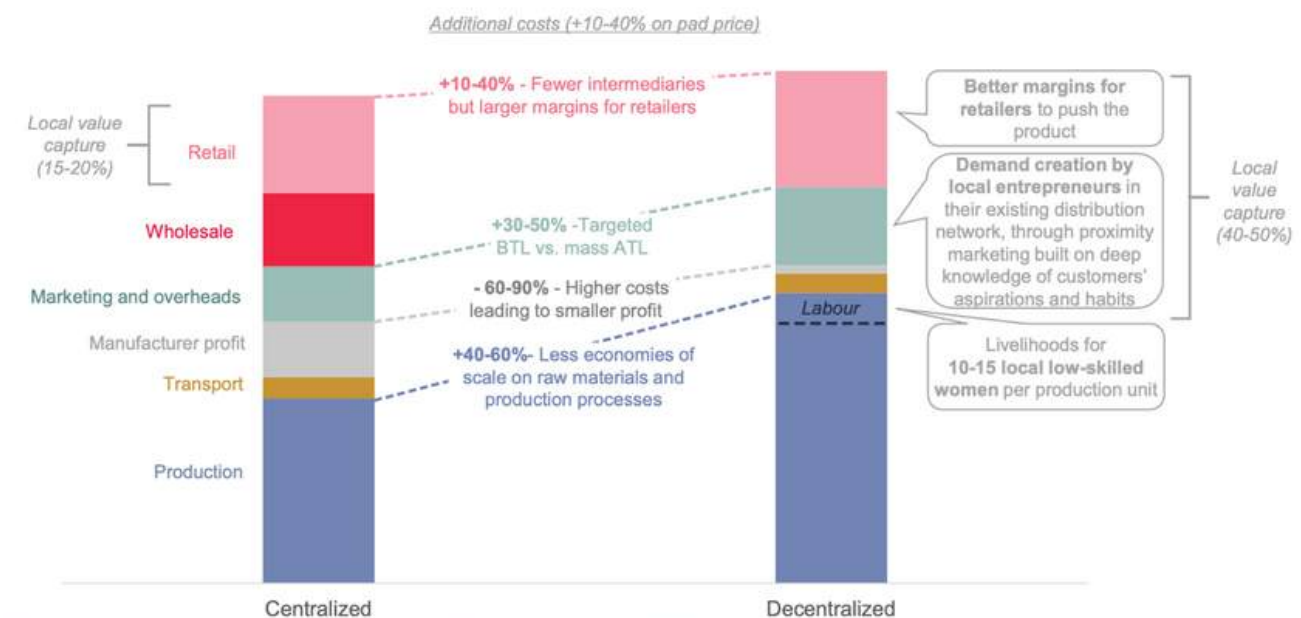 Additional costs (+10-40% on pad price)
Local value
capture
(15-20%)
Retail
Wholesale
Marketing and overheads
Manufacturer profit
Transport
Production
+10-40% - Fewer intermediaries
but larger margins for retailers
+30-50% -Targeted
BTL vs. mass ATL
- 60-90% - Higher costs
leading to smaller profit
+40-60%- Less economies of
scale on raw materials and
production processes
Labour
Better margins for
retailers to push the
product
Demand creation by
local entrepreneurs in
their existing distribution
network, through proximity
marketing built on deep
knowledge of customers'
aspirations and habits
Livelihoods for
10-15 local low-skilled
women per production unit
Local
value
capture
(40-50%)
Centralized
Decentralized